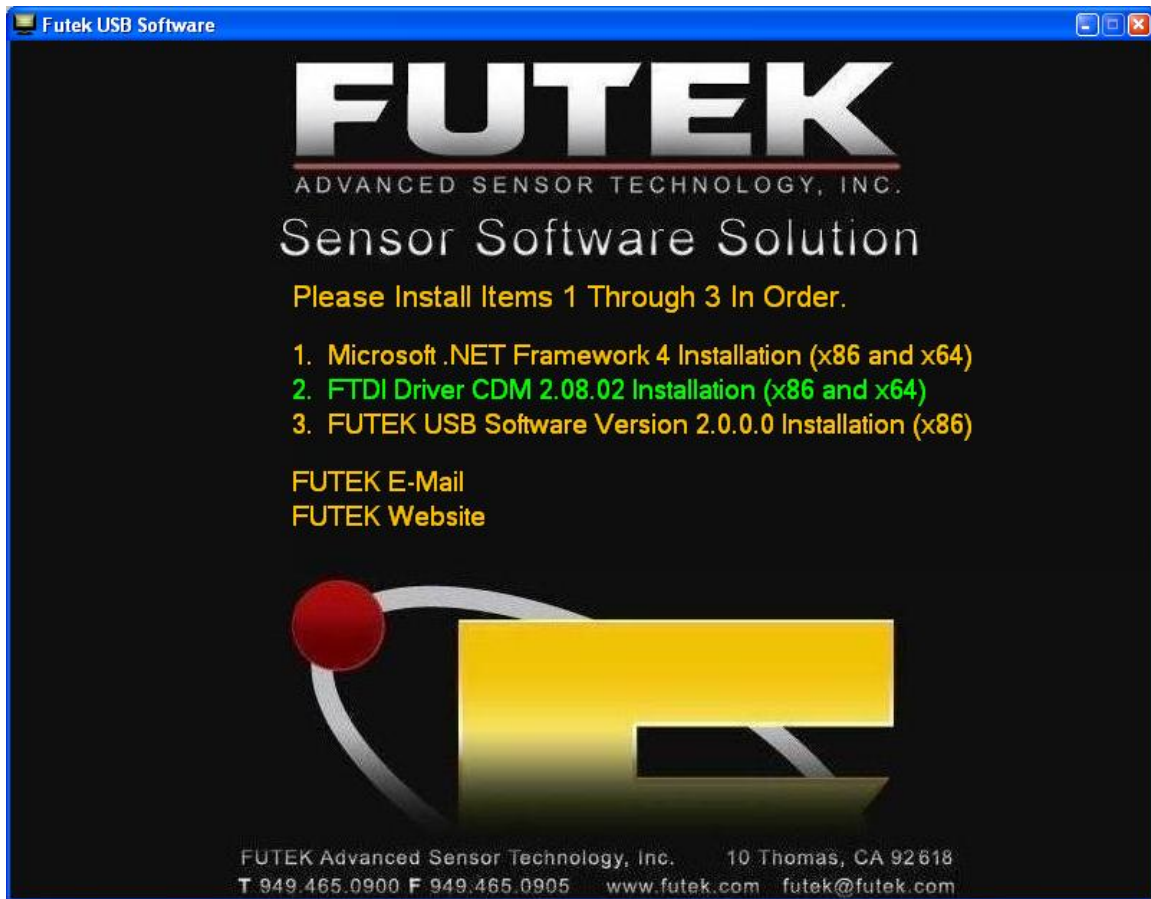 Futek USB Software
FUTEK
ADVANCED SENSOR TECHNOLOGY, INC.
Sensor Software Solution
Please Install Items 1 Through 3 In Order.
1. Microsoft .NET Framework 4 Installation (x86 and x64)
2. FTDI Driver CDM 2.08.02 Installation (x86 and x64)
3. FUTEK USB Software Version 2.0.0.0 Installation (x86)
FUTEK E-Mail
FUTEK Website
FUTEK Advanced Sensor Technology, Inc. 10 Thomas, CA 92618
T 949.465.0900 F 949.465.0905 www.futek.com futek@futek.com